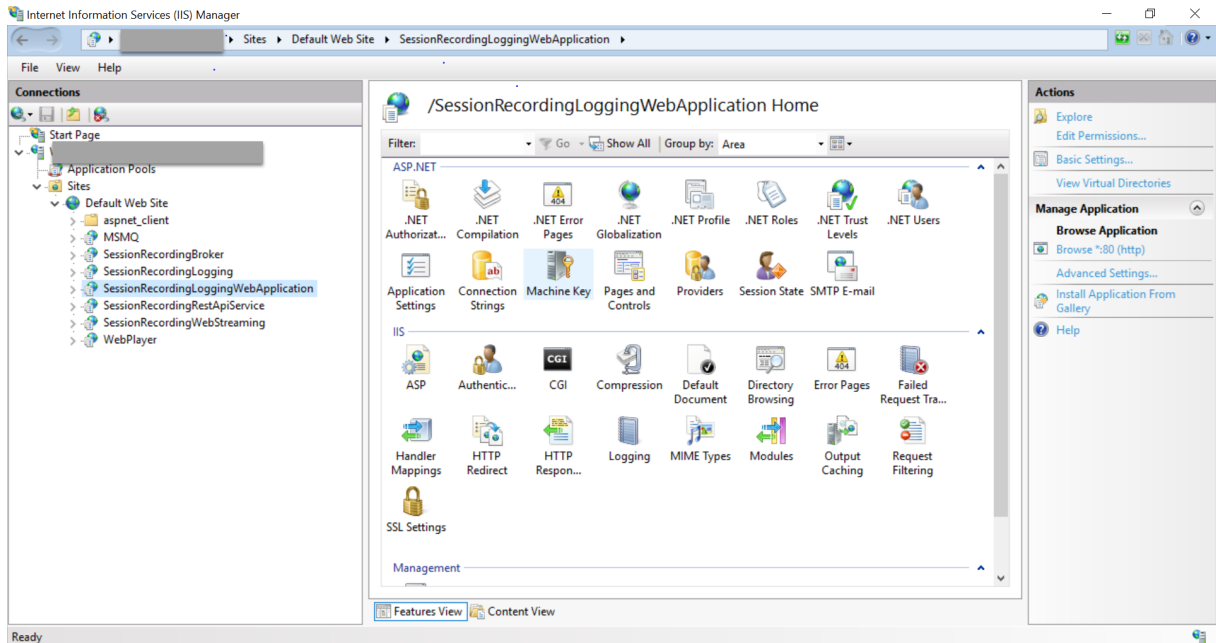 Internet Information Services (IIS) Manager
Sites Default Web Site SessionRecordingLoggingWebApplication
File View Help
Connections
Start Page
Application Pools
Sites
Default Web Site
aspnet_client
MSMQ
SessionRecordingBroker
SessionRecordingLogging
SessionRecordingLoggingWebApplication
SessionRecordingRestApiService
SessionRecordingWebStreaming
WebPlayer
/SessionRecordingLoggingWebApplication Home
Filter: Go Show All Group by: Area
ASP.NET
404
.NET .NET .NET Error .NET .NET Profile .NET Roles .NET Trust .NET Users
Authorizat... Compilation Pages Globalization Levels
ab
Application Connection Machine Key Pages and Providers Session State SMTP E-mail
Settings Strings Controls
IIS
CGI 404
ASP Authentic... CGI Compression Default Directory Error Pages Failed
Document Browsing Request Tra...
Handler HTTP HTTP Logging MIME Types Modules Output Request
Mappings Redirect Respon... Caching Filtering
SSL Settings
Management
Features View Content View
Actions
Explore
Edit Permissions...
Basic Settings...
View Virtual Directories
Manage Application
Browse Application
Browse *:80 (http)
Advanced Settings...
Install Application From
Gallery
Help
Ready